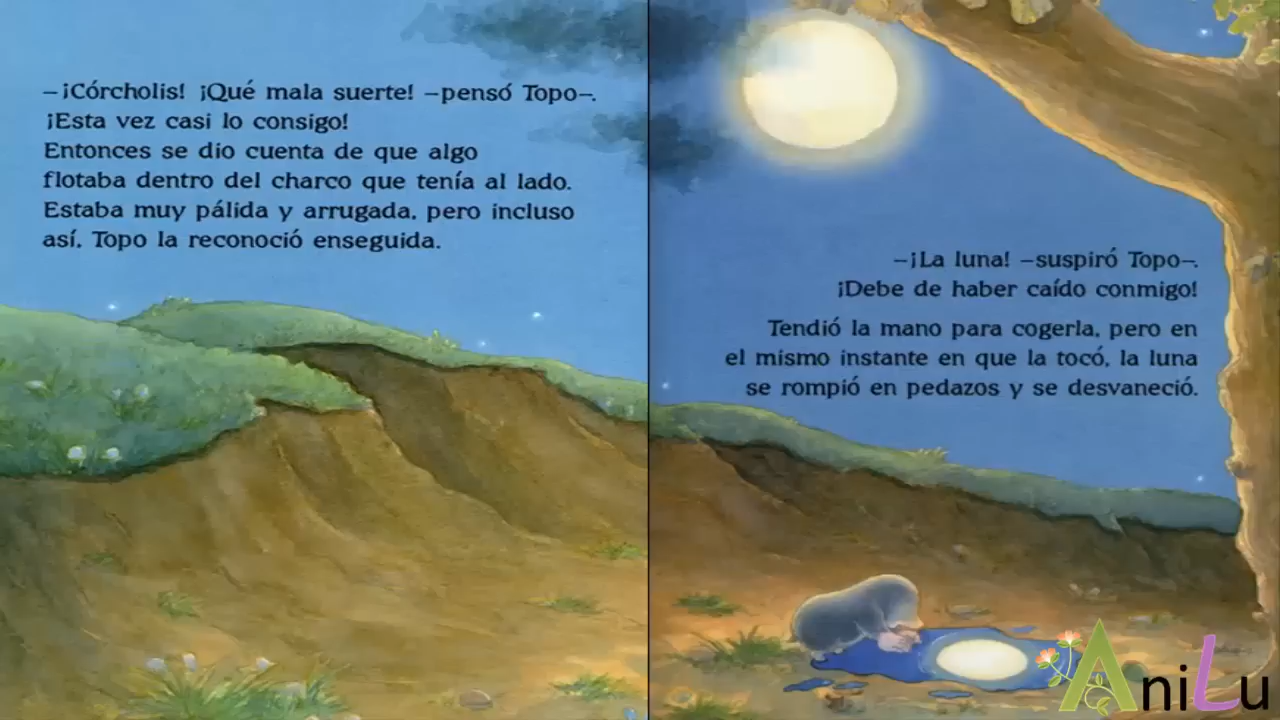 –¡Córcholis! ¡Qué mala suerte! –pensó Topo–.
¡Esta vez casi lo consigo!
Entonces se dio cuenta de que algo
flotaba dentro del charco que tenía al lado.
Estaba muy pálida y arrugada, pero incluso
así, Topo la reconoció enseguida.
–¡La luna! –suspiró Topo–.
¡Debe de haber caído conmigo!
Tendió la mano para cogerla, pero en
el mismo instante en que la tocó, la luna
se rompió en pedazos y se desvaneció.
AniLu